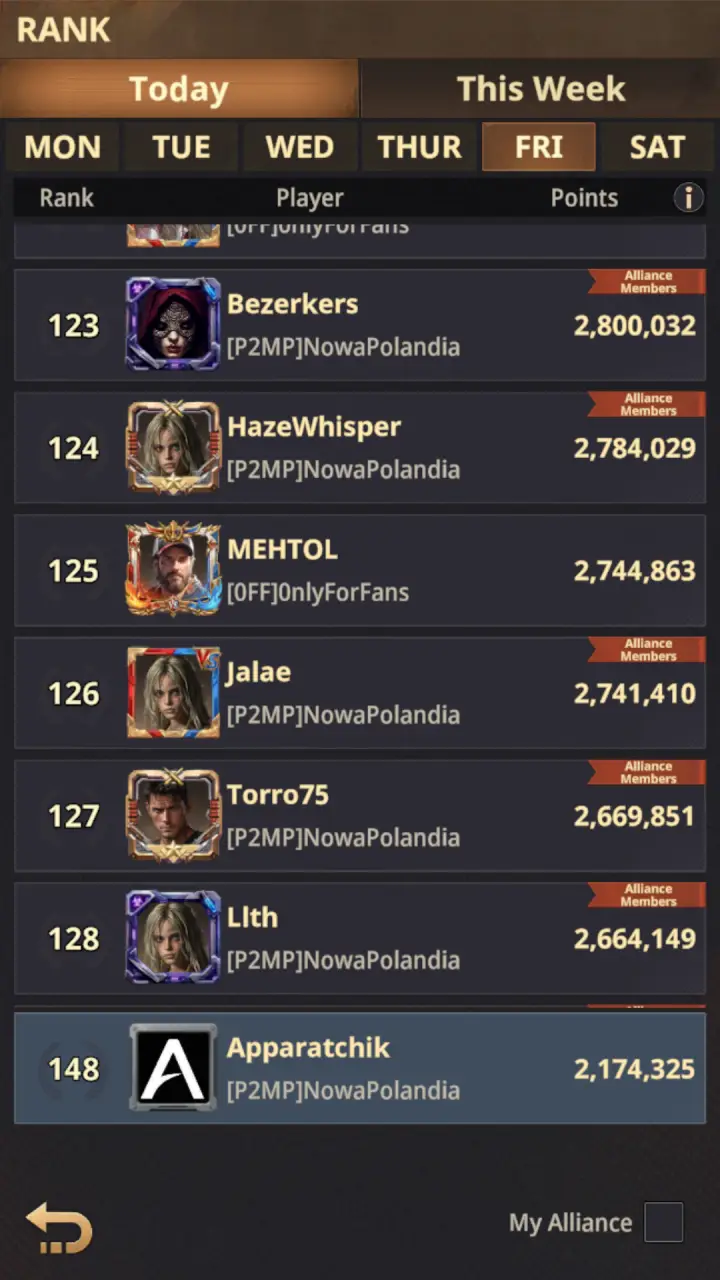 RANK
Today
This Week
MON TUE WED THUR FRI SAT
Rank Player Points i
[0FF]0nlyForFans
Alliance Members
123 Bezerkers 2,800,032
[P2MP]NowaPolandia
Alliance Members
124 HazeWhisper 2,784,029
[P2MP]NowaPolandia
125 MEHTOL 2,744,863
[0FF]0nlyForFans
Alliance Members
126 Jalae 2,741,410
[P2MP]NowaPolandia
Alliance Members
127 Torro75 2,669,851
[P2MP]NowaPolandia
Alliance Members
128 Llth 2,664,149
[P2MP]NowaPolandia
148 Apparatchik 2,174,325
[P2MP]NowaPolandia
My Alliance